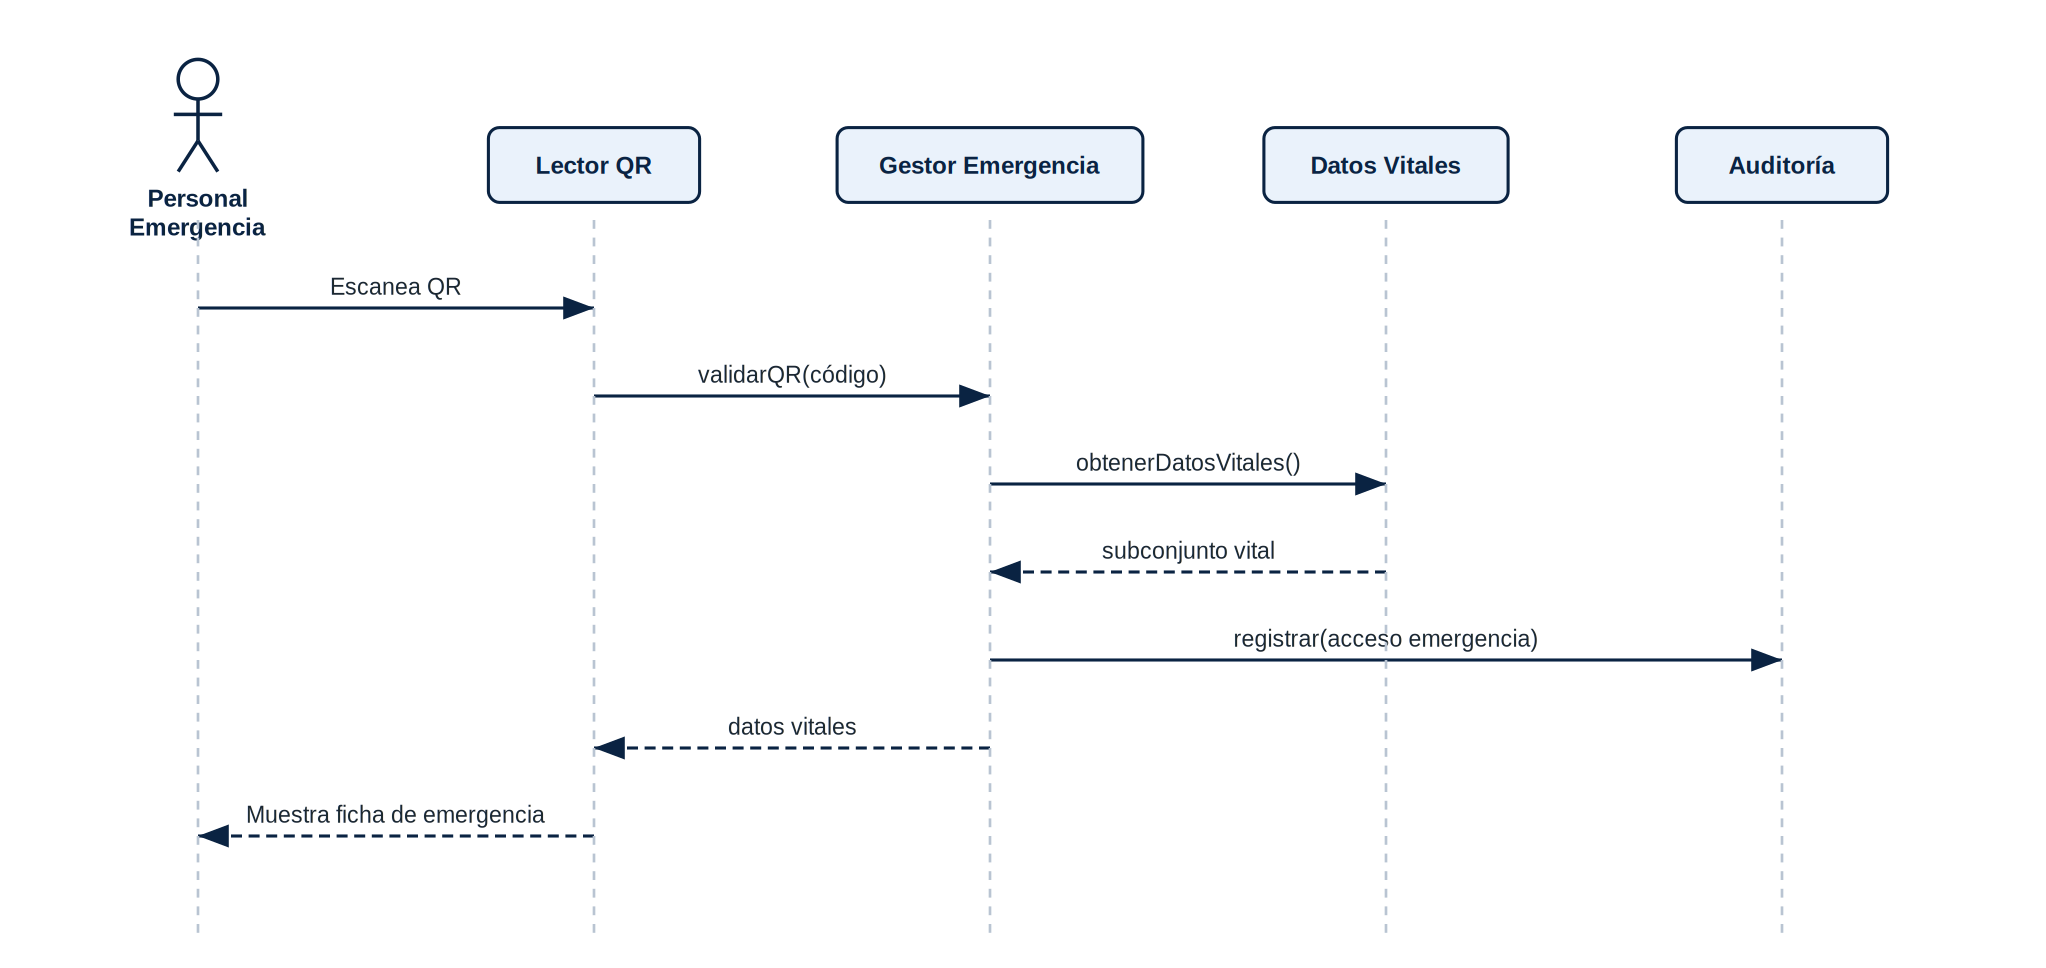 Personal
Emergencia
Lector QR
Gestor Emergencia
Datos Vitales
Auditoría
Escanea QR
validarQR(código)
obtenerDatosVitales()
subconjunto vital
registrar(acceso emergencia)
datos vitales
Muestra ficha de emergencia